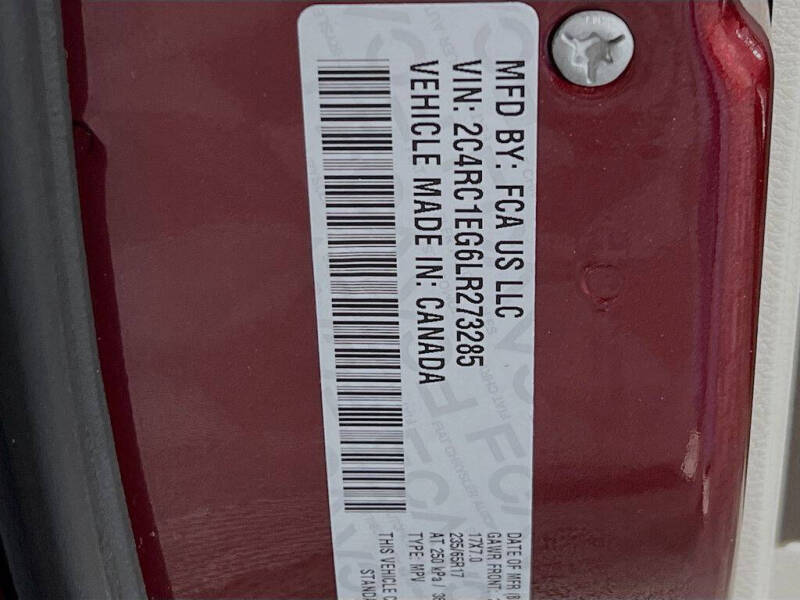 MFD BY: FCA US LLC
VIN: 2C4RC1EG6LR273285
VEHICLE MADE IN: CANADA
DATE OF MFR
GAWR FRONT:
17X7.0
235/65R17
AT 250 kPa /
TYPE: MPV
THIS VEHICLE